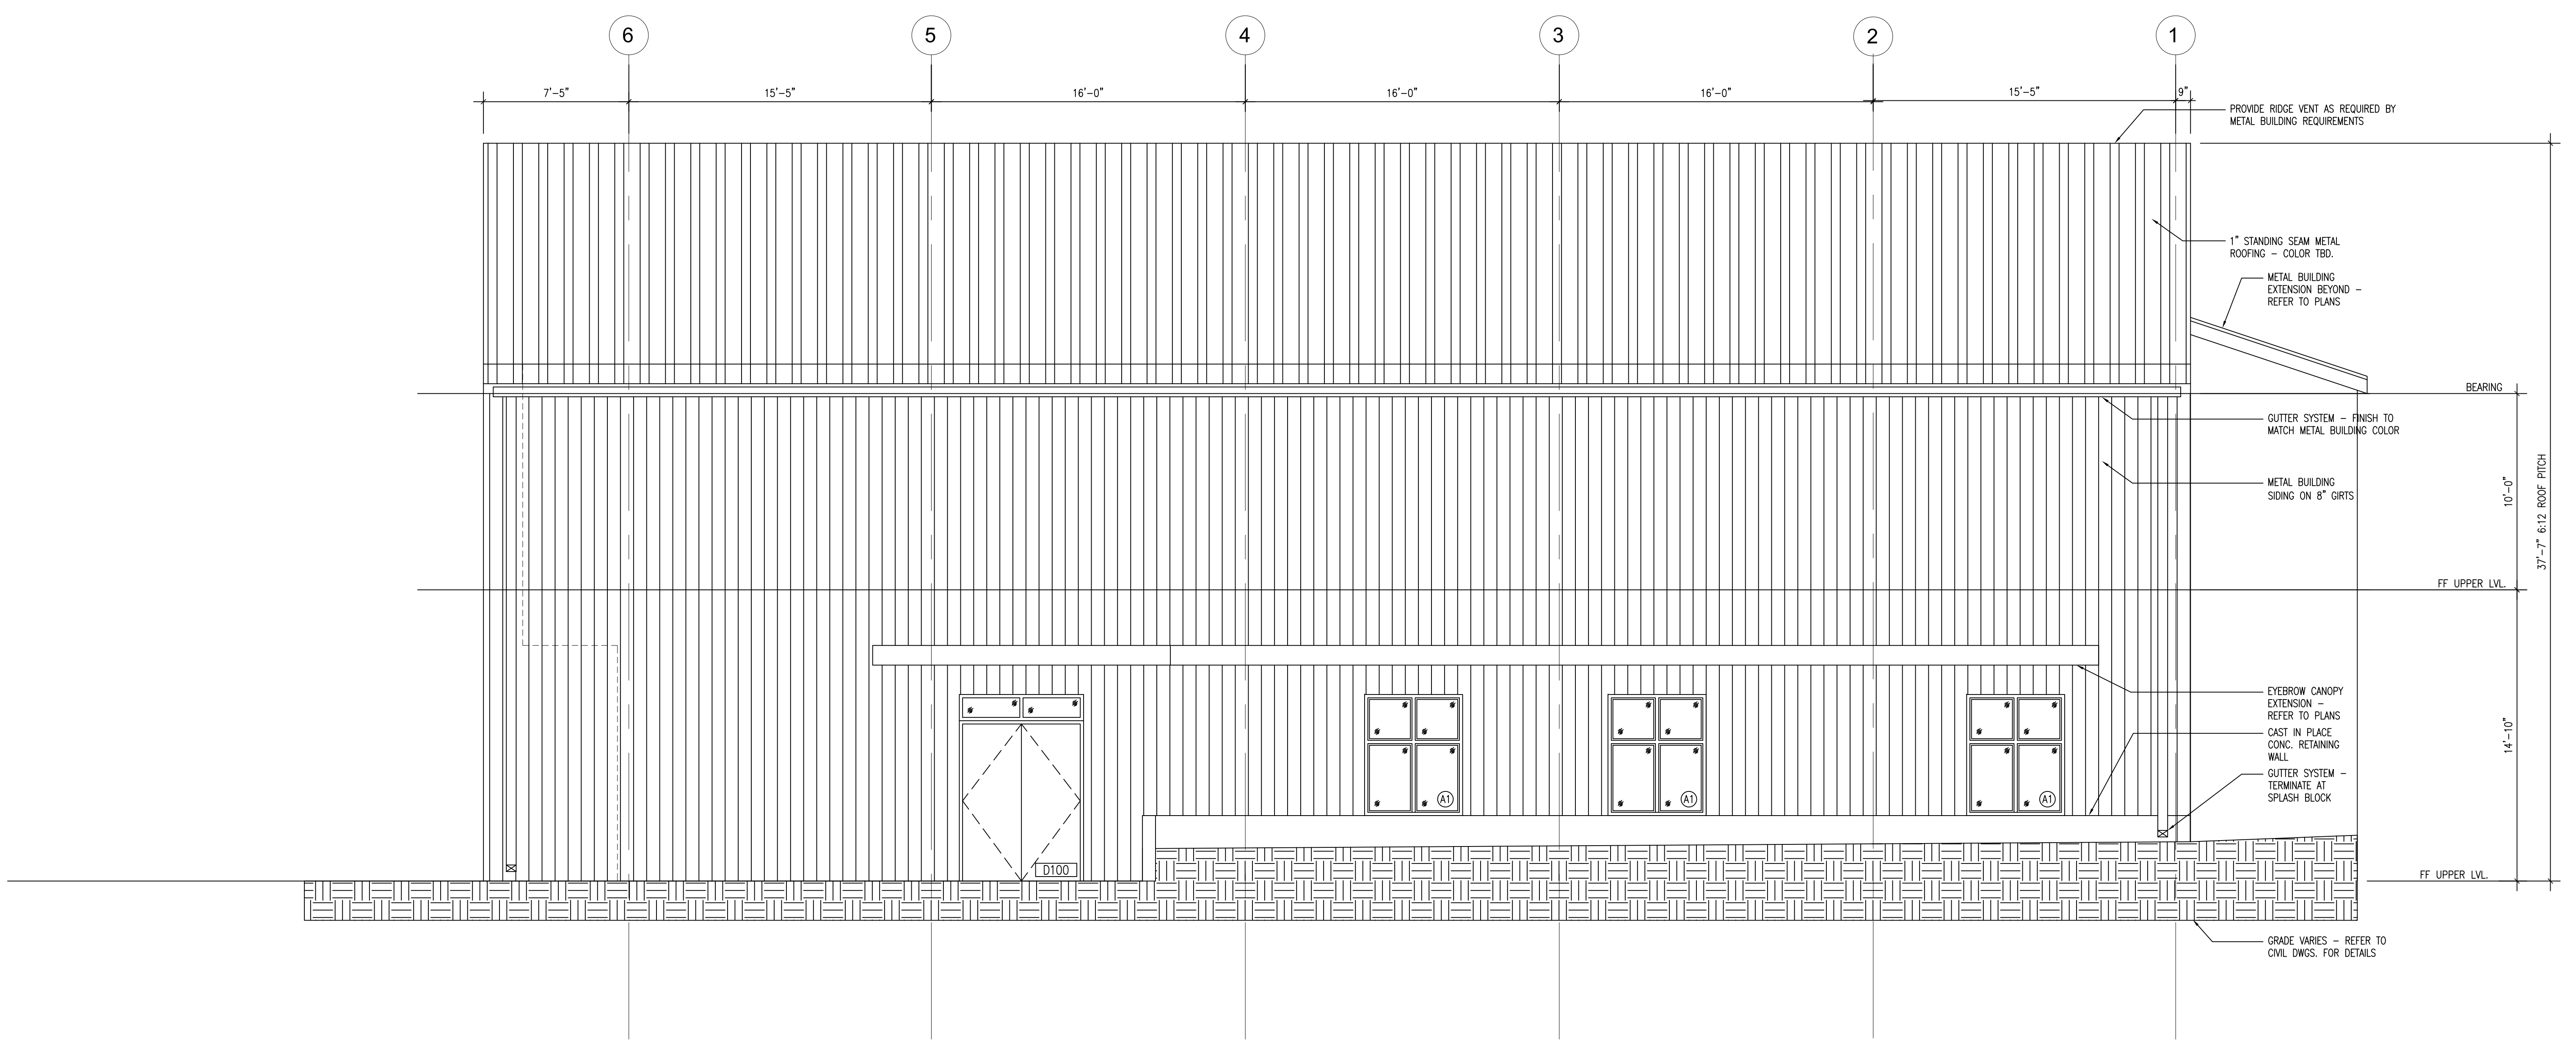 6
5
4
3
2
1
7'-5"
15'-5"
16'-0"
16'-0"
16'-0"
15'-5"
9"
PROVIDE RIDGE VENT AS REQUIRED BY
METAL BUILDING REQUIREMENTS
1" STANDING SEAM METAL
ROOFING - COLOR TBD.
METAL BUILDING
EXTENSION BEYOND -
REFER TO PLANS
BEARING
GUTTER SYSTEM - FINISH TO
MATCH METAL BUILDING COLOR
METAL BUILDING
SIDING ON 8" GIRTS
10'-0"
37'-7" 6:12 ROOF PITCH
FF UPPER LVL.
EYEBROW CANOPY
EXTENSION -
REFER TO PLANS
CAST IN PLACE
CONC. RETAINING
WALL
14'-10"
GUTTER SYSTEM -
TERMINATE AT
SPLASH BLOCK
A1
A1
A1
D100
FF UPPER LVL.
GRADE VARIES - REFER TO
CIVIL DWGS. FOR DETAILS